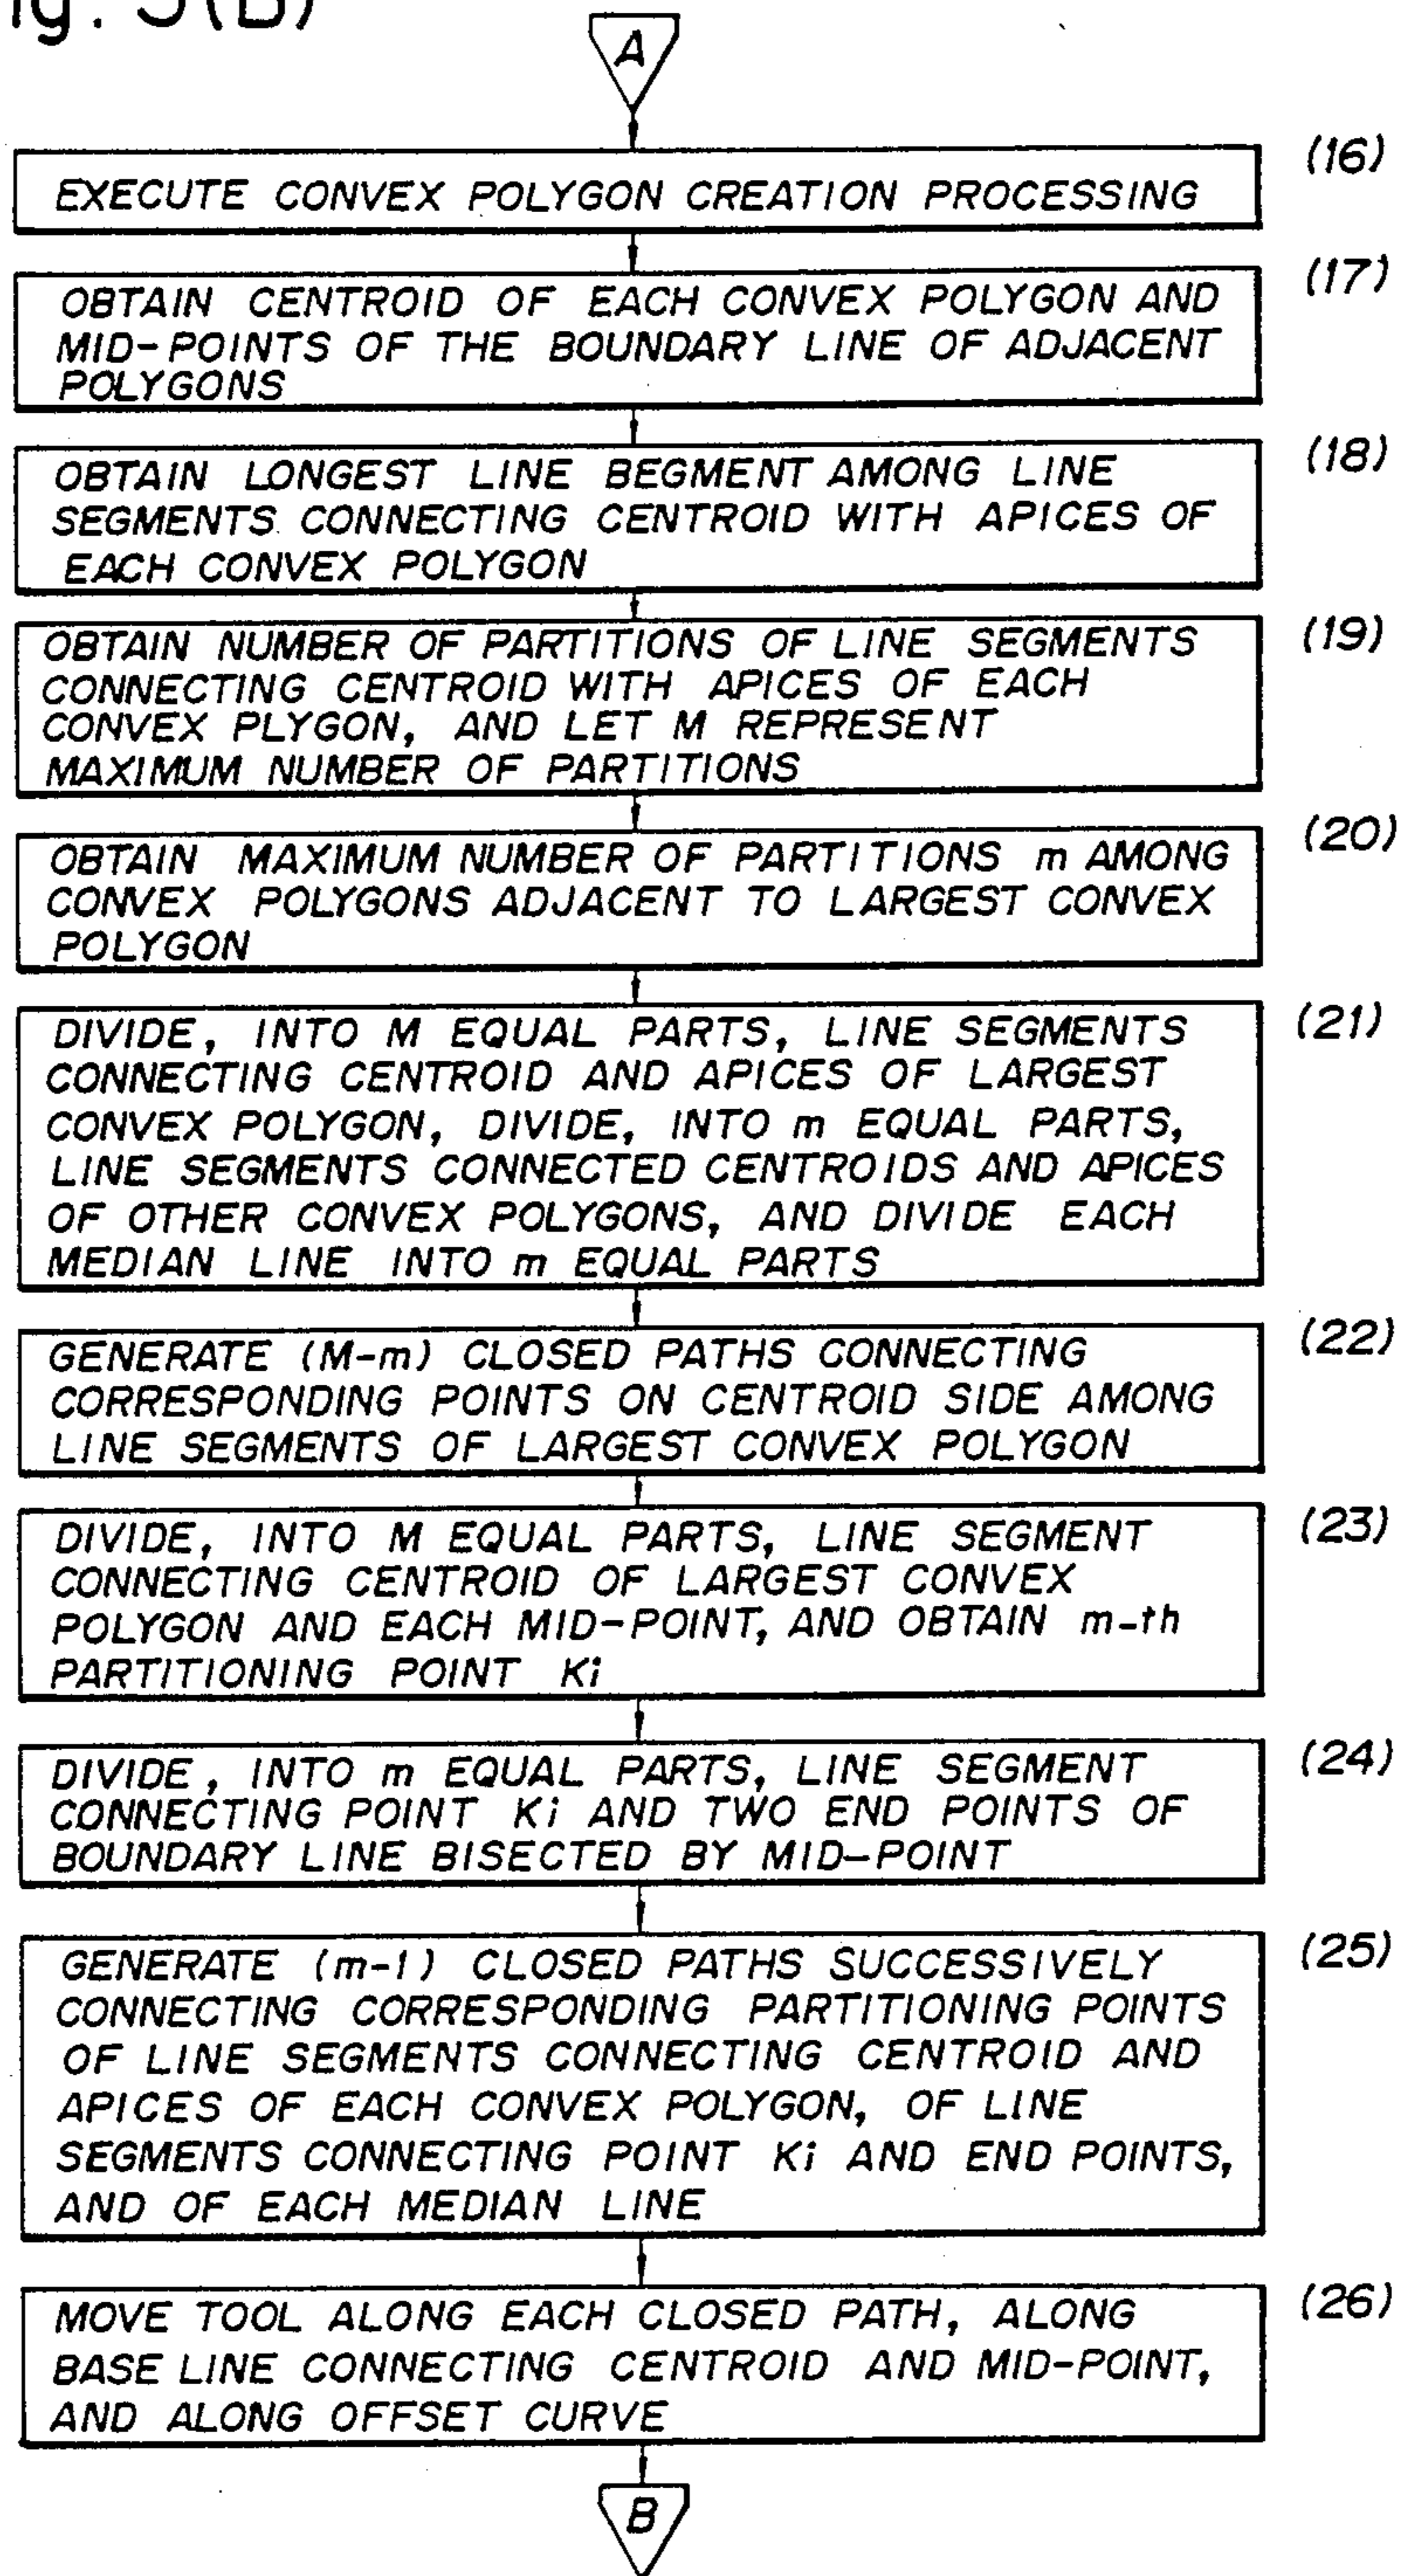 Fig. 5(B)
A
EXECUTE CONVEX POLYGON CREATION PROCESSING
(16)
OBTAIN CENTROID OF EACH CONVEX POLYGON AND
MID-POINTS OF THE BOUNDARY LINE OF ADJACENT
POLYGONS
(17)
OBTAIN LONGEST LINE BEGMENT AMONG LINE
SEGMENTS CONNECTING CENTROID WITH APICES OF
EACH CONVEX POLYGON
(18)
OBTAIN NUMBER OF PARTITIONS OF LINE SEGMENTS
CONNECTING CENTROID WITH APICES OF EACH
CONVEX PLYGON, AND LET M REPRESENT
MAXIMUM NUMBER OF PARTITIONS
(19)
OBTAIN MAXIMUM NUMBER OF PARTITIONS m AMONG
CONVEX POLYGONS ADJACENT TO LARGEST CONVEX
POLYGON
(20)
DIVIDE, INTO M EQUAL PARTS, LINE SEGMENTS
CONNECTING CENTROID AND APICES OF LARGEST
CONVEX POLYGON, DIVIDE, INTO m EQUAL PARTS,
LINE SEGMENTS CONNECTED CENTROIDS AND APICES
OF OTHER CONVEX POLYGONS, AND DIVIDE EACH
MEDIAN LINE INTO m EQUAL PARTS
(21)
GENERATE (M-m) CLOSED PATHS CONNECTING
CORRESPONDING POINTS ON CENTROID SIDE AMONG
LINE SEGMENTS OF LARGEST CONVEX POLYGON
(22)
DIVIDE, INTO M EQUAL PARTS, LINE SEGMENT
CONNECTING CENTROID OF LARGEST CONVEX
POLYGON AND EACH MID-POINT, AND OBTAIN m-th
PARTITIONING POINT Ki
(23)
DIVIDE, INTO m EQUAL PARTS, LINE SEGMENT
CONNECTING POINT Ki AND TWO END POINTS OF
BOUNDARY LINE BISECTED BY MID-POINT
(24)
GENERATE (m-1) CLOSED PATHS SUCCESSIVELY
CONNECTING CORRESPONDING PARTITIONING POINTS
OF LINE SEGMENTS CONNECTING CENTROID AND
APICES OF EACH CONVEX POLYGON, OF LINE
SEGMENTS CONNECTING POINT Ki AND END POINTS,
AND OF EACH MEDIAN LINE
(25)
MOVE TOOL ALONG EACH CLOSED PATH, ALONG
BASE LINE CONNECTING CENTROID AND MID-POINT,
AND ALONG OFFSET CURVE
(26)
B